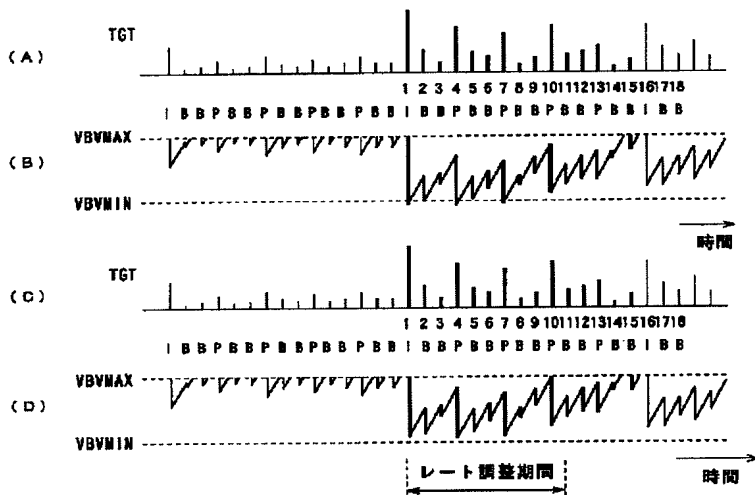 TGT
(A)
1 2 3 4 5 6 7 8 9 10 11 12 13 14 15 16 17 18
I B B P B B P B B P B B P B B I B B P B B P B B P B B P B B I B B
VBVMAX
(B)
VBVMIN
時間
TGT
(C)
1 2 3 4 5 6 7 8 9 10 11 12 13 14 15 16 17 18
I B B P B B P B B P B B P B B I B B P B B P B B P B B P B B I B B
VBVMAX
(D)
VBVMIN
レート調整期間
時間